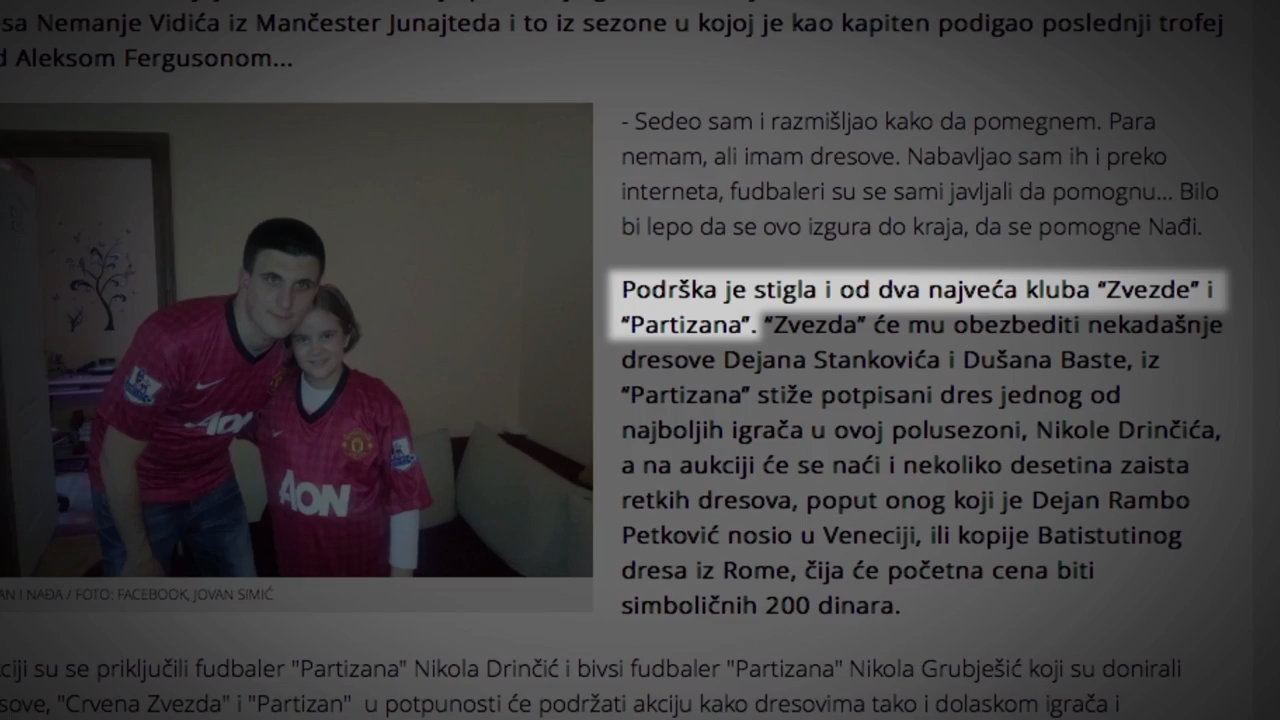 sa Nemanje Vidića iz Mančester Junajteda i to iz sezone u kojoj je kao kapiten podigao poslednji trofej
Aleksom Fergusonom...
- Sedeo sam i razmišljao kako da pomegnem. Para
nemam, ali imam dresove. Nabavljao sam ih i preko
interneta, fudbaleri su se sami javljali da pomognu... Bilo
bi lepo da se ovo izgura do kraja, da se pomogne Nađi.
Podrška je stigla i od dva najveća kluba “Zvezde” i
“Partizana”. “Zvezda” će mu obezbediti nekadašnje
dresove Dejana Stankovića i Dušana Baste, iz
“Partizana” stiže potpisani dres jednog od
najboljih igrača u ovoj polusezoni, Nikole Drinčića,
a na aukciji će se naći i nekoliko desetina zaista
retkih dresova, poput onog koji je Dejan Rambo
Petković nosio u Veneciji, ili kopije Batistutinog
dresa iz Rome, čija će početna cena biti
simboličnih 200 dinara.
AON
AON
AN I NAĐA / FOTO: FACEBOOK, JOVAN SIMIĆ
ciji su se priključili fudbaler "Partizana" Nikola Drinčić i bivsi fudbaler "Partizana" Nikola Grubješić koji su donirali
sove, "Crvena Zvezda" i "Partizan" u potpunosti će podržati akciju kako dresovima tako i dolaskom igrača i